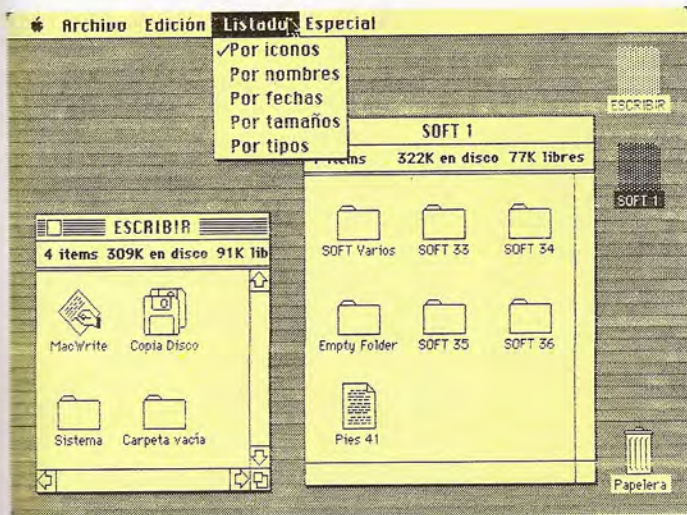 Archivo Edición Listado Especial
✓Por iconos
Por nombres
Por fechas
Por tamaños
Por tipos
ESCRIBIR
SOFT 1
SOFT 1
items 322K en disco 77K libres
SOFT Varios SOFT 33 SOFT 34
Empty Folder SOFT 35 SOFT 36
Pies 41
ESCRIBIR
4 items 309K en disco 91K lib
MacWrite Copia Disco
Sistema Carpeta vacía
Papelera